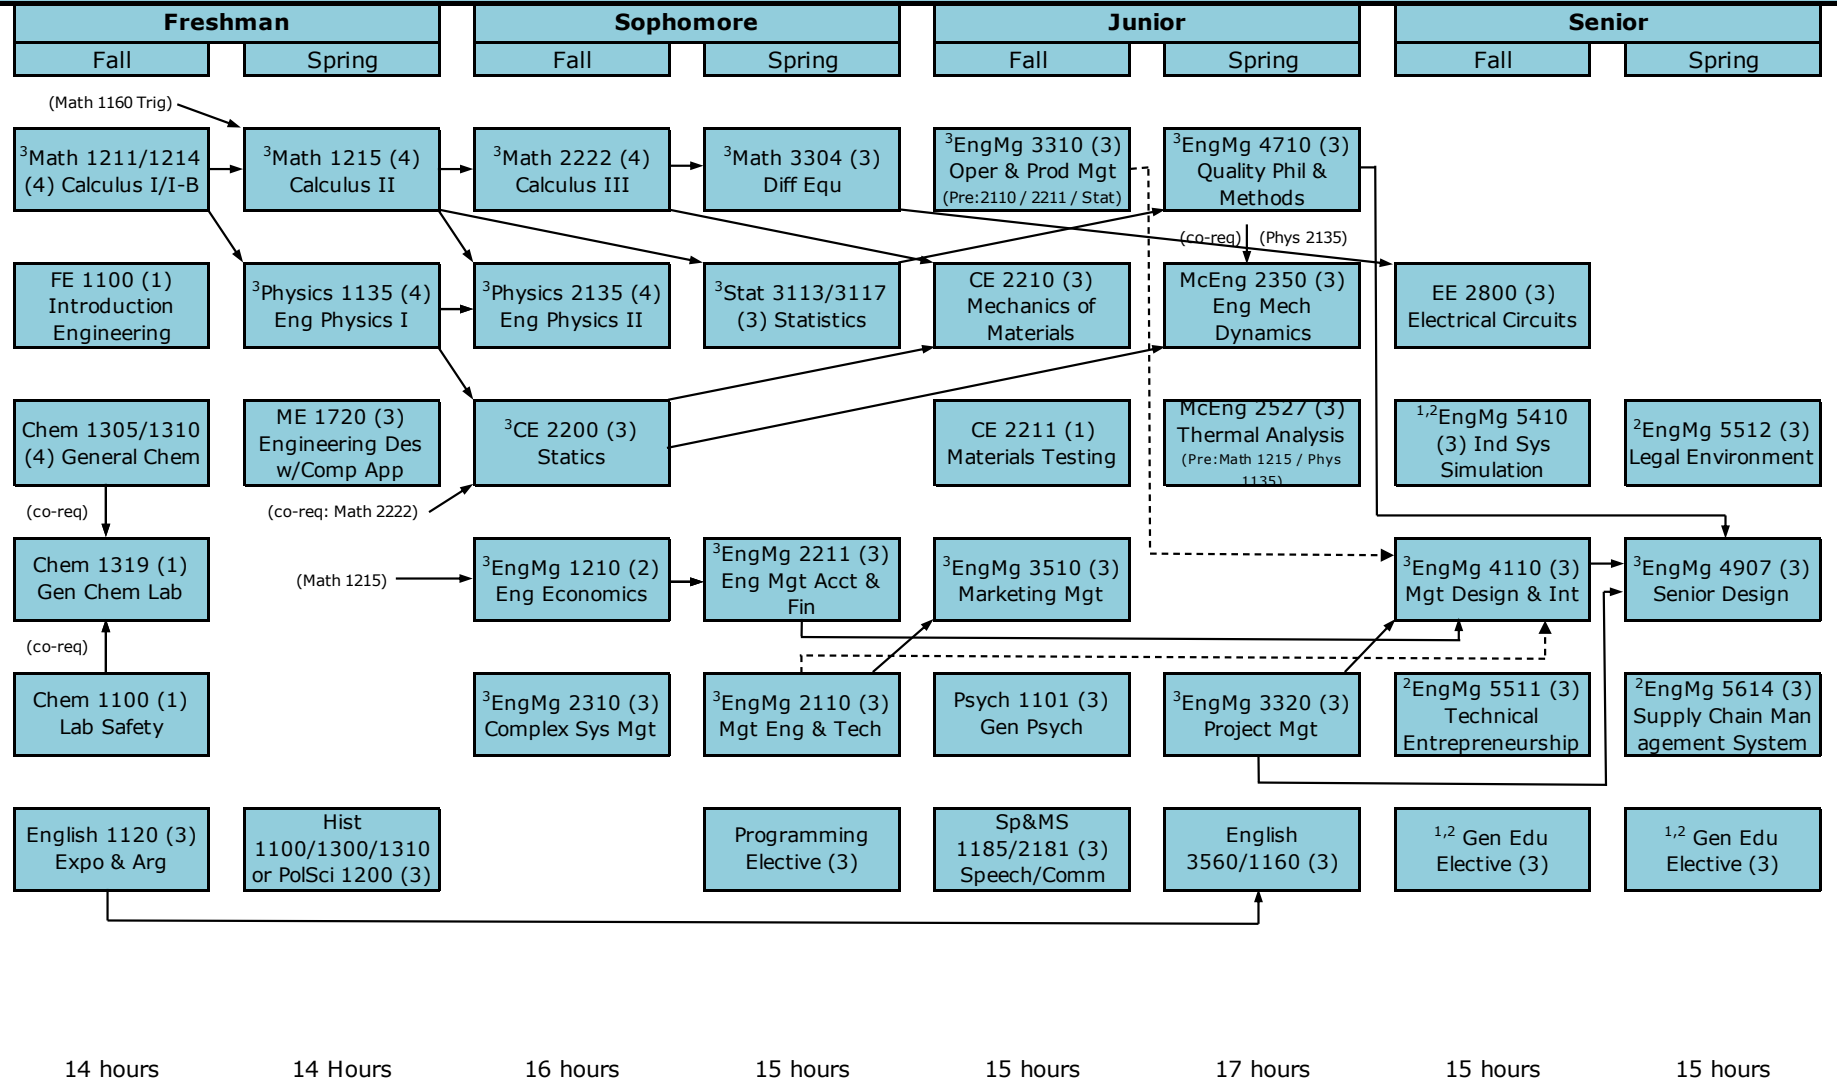 Freshman
Sophomore
Junior
Senior
Fall
Spring
Fall
Spring
Fall
Spring
Fall
Spring
(Math 1160 Trig)
3Math 1211/1214
(4) Calculus I/I-B
3Math 1215 (4)
Calculus II
3Math 2222 (4)
Calculus III
3Math 3304 (3)
Diff Equ
3EngMg 3310 (3)
Oper & Prod Mgt
(Pre:2110 / 2211 / Stat)
3EngMg 4710 (3)
Quality Phil &
Methods
(co-req)
(Phys 2135)
FE 1100 (1)
Introduction
Engineering
3Physics 1135 (4)
Eng Physics I
3Physics 2135 (4)
Eng Physics II
3Stat 3113/3117
(3) Statistics
CE 2210 (3)
Mechanics of
Materials
McEng 2350 (3)
Eng Mech
Dynamics
EE 2800 (3)
Electrical Circuits
Chem 1305/1310
(4) General Chem
ME 1720 (3)
Engineering Des
w/Comp App
3CE 2200 (3)
Statics
CE 2211 (1)
Materials Testing
McEng 2527 (3)
Thermal Analysis
(Pre:Math 1215 / Phys
1135)
1,2EngMg 5410
(3) Ind Sys
Simulation
2EngMg 5512 (3)
Legal Environment
(co-req)
(co-req: Math 2222)
Chem 1319 (1)
Gen Chem Lab
(Math 1215)
3EngMg 1210 (2)
Eng Economics
3EngMg 2211 (3)
Eng Mgt Acct &
Fin
3EngMg 3510 (3)
Marketing Mgt
3EngMg 4110 (3)
Mgt Design & Int
3EngMg 4907 (3)
Senior Design
(co-req)
Chem 1100 (1)
Lab Safety
3EngMg 2310 (3)
Complex Sys Mgt
3EngMg 2110 (3)
Mgt Eng & Tech
Psych 1101 (3)
Gen Psych
3EngMg 3320 (3)
Project Mgt
2EngMg 5511 (3)
Technical
Entrepreneurship
2EngMg 5614 (3)
Supply Chain Man
agement System
English 1120 (3)
Expo & Arg
Hist
1100/1300/1310
or PolSci 1200 (3)
Programming
Elective (3)
Sp&MS
1185/2181 (3)
Speech/Comm
English
3560/1160 (3)
1,2 Gen Edu
Elective (3)
1,2 Gen Edu
Elective (3)
14 hours
14 Hours
16 hours
15 hours
15 hours
17 hours
15 hours
15 hours